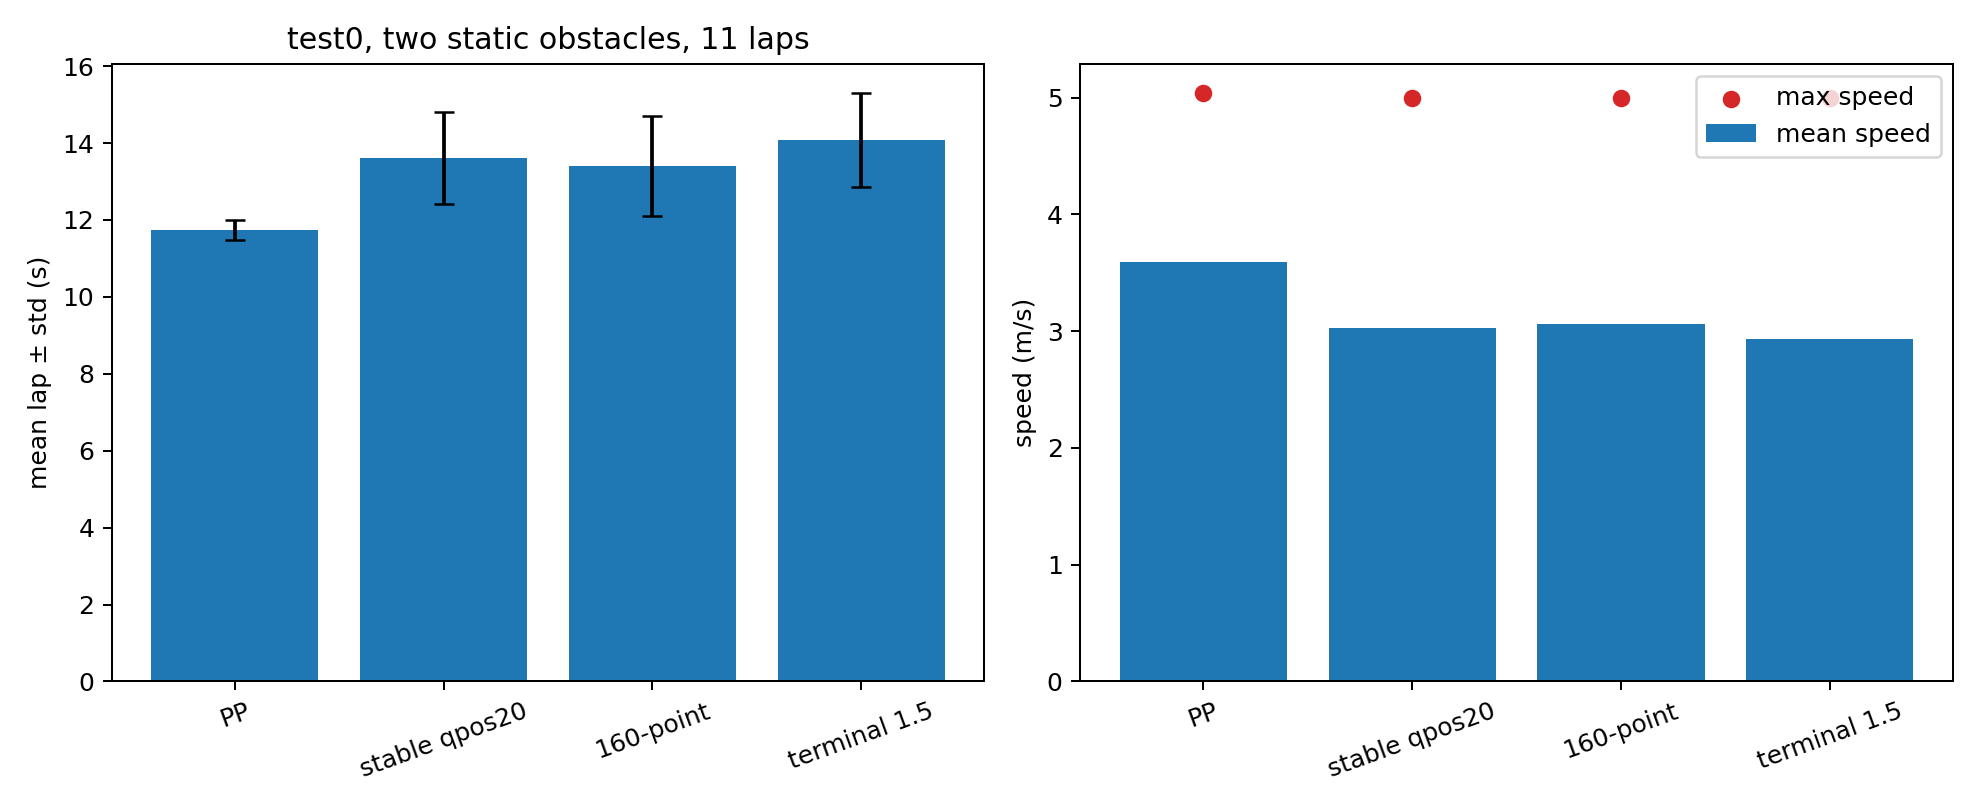 test0, two static obstacles, 11 laps
mean lap ± std (s)
16
14
12
10
8
6
4
2
0
PP
stable qpos20
160-point
terminal 1.5
speed (m/s)
5
4
3
2
1
0
max speed
mean speed
PP
stable qpos20
160-point
terminal 1.5